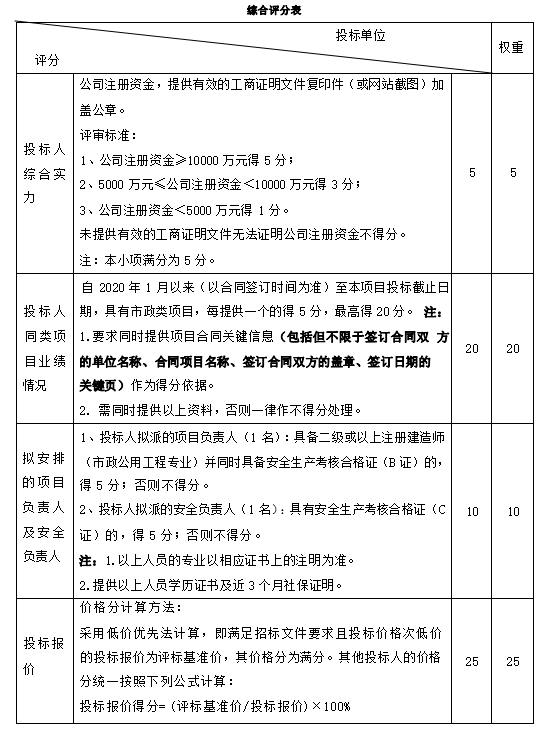 综合评分表
投标单位
评分
权重
投标人
综合实
力
公司注册资金，提供有效的工商证明文件复印件（或网站截图）加
盖公章。
评审标准：
1、公司注册资金≥10000 万元得 5 分；
2、5000 万元≤公司注册资金＜10000 万元得 3 分；
3、公司注册资金＜5000 万元得 1 分。
未提供有效的工商证明文件无法证明公司注册资金不得分。
注：本小项满分为 5 分。
5
5
投标人
同类项
目业绩
情况
自 2020 年 1 月以来（以合同签订时间为准）至本项目投标截止日
期，具有市政类项目，每提供一个的得 5 分，最高得 20 分。 注：
1.要求同时提供项目合同关键信息（包括但不限于签订合同双 方
的单位名称、合同项目名称、签订合同双方的盖章、签订日期的
关键页）作为得分依据。
2. 需同时提供以上资料，否则一律作不得分处理。
20
20
拟安排
的项目
负责人
及安全
负责人
1、投标人拟派的项目负责人（1 名）：具备二级或以上注册建造师
（市政公用工程专业）并同时具备安全生产考核合格证（B 证）的，
得 5 分；否则不得分。
2、投标人拟派的安全负责人（1 名）：具有安全生产考核合格证（C
证）的，得 5 分；否则不得分。
注：1.以上人员的专业以相应证书上的注明为准。
2.提供以上人员学历证书及近 3 个月社保证明。
10
10
投标报
价
价格分计算方法：
采用低价优先法计算，即满足招标文件要求且投标价格次低价
的投标报价为评标基准价，其价格分为满分。其他投标人的价格
分统一按照下列公式计算：
投标报价得分=（评标基准价/投标报价）×100%
25
25